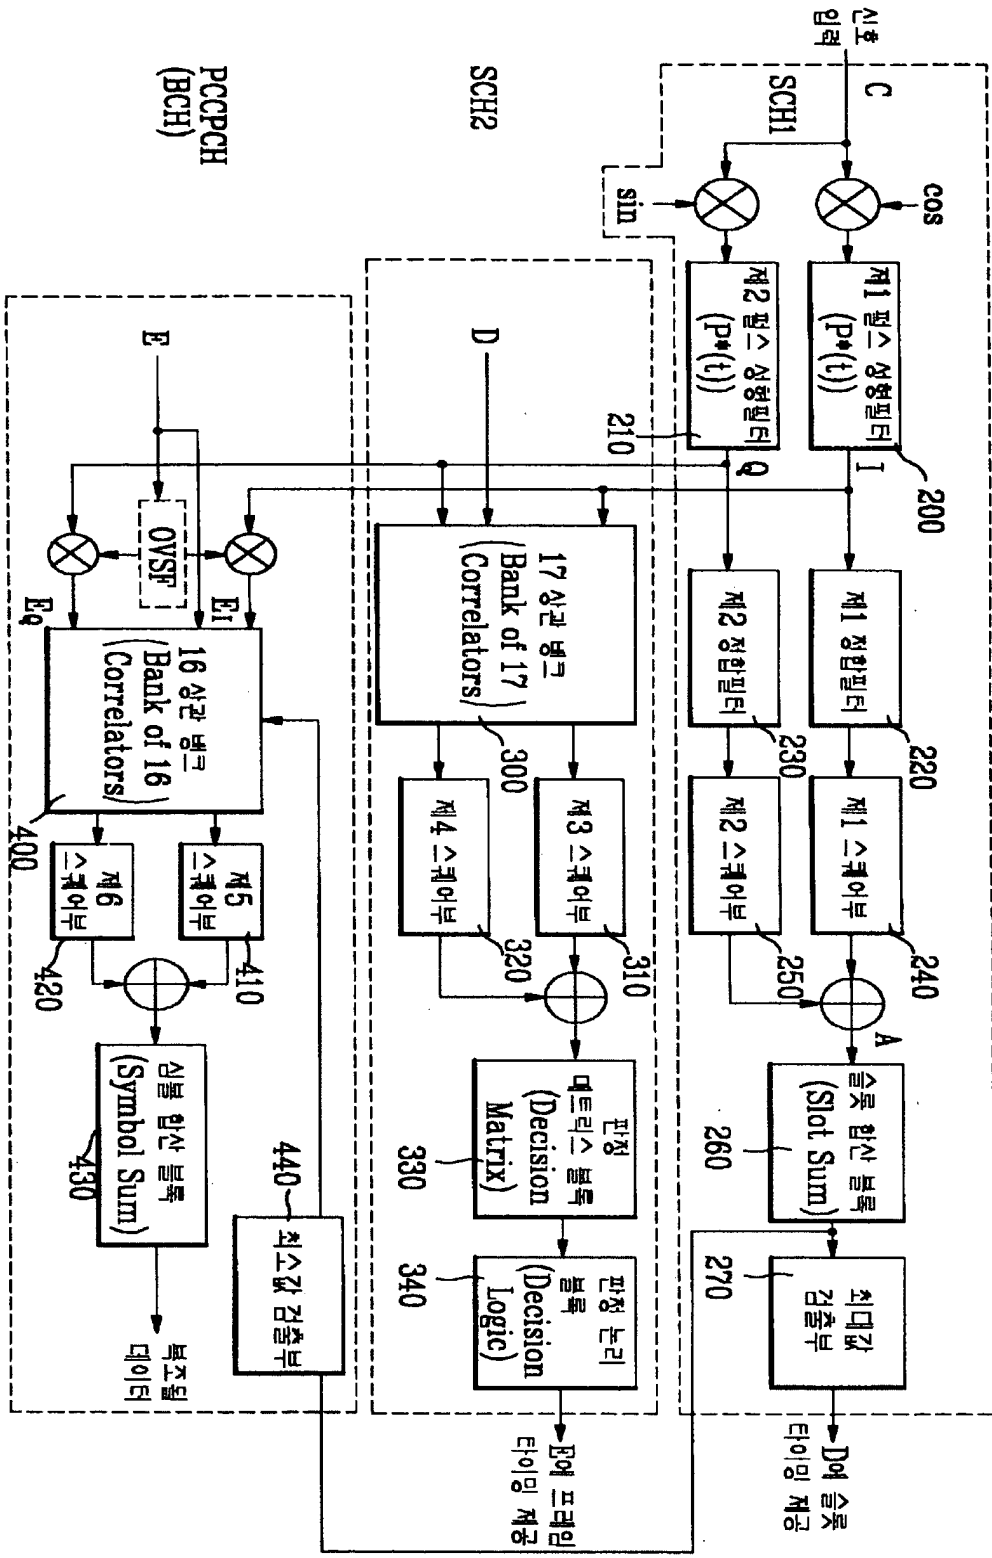 신호
입력
C
SCH1
cos
sin
제1 펄스 성형필터
(P*(t))
200
제2 펄스 성형필터
(P*(t))
210
I
Q
제1 정합필터
220
제2 정합필터
230
제1 스퀘어부
240
제2 스퀘어부
250
A
슬롯 합산 블록
(Slot Sum)
260
최대값
검출부
270
D에 슬롯
타이밍 제공
SCH2
D
17 상관 뱅크
(Bank of 17
Correlators)
300
제3 스퀘어부
310
제4 스퀘어부
320
판정
매트릭스 블록
(Decision
Matrix)
330
판정 논리
블록
(Decision
Logic)
340
E에 프레임
타이밍 제공
PCCPCH
(BCH)
E
OVSF
EI
EQ
16 상관 뱅크
(Bank of 16
Correlators)
400
제5
스퀘어부
410
제6
스퀘어부
420
심볼 합산 블록
(Symbol Sum)
430
최소값 검출부
440
복조될
데이터